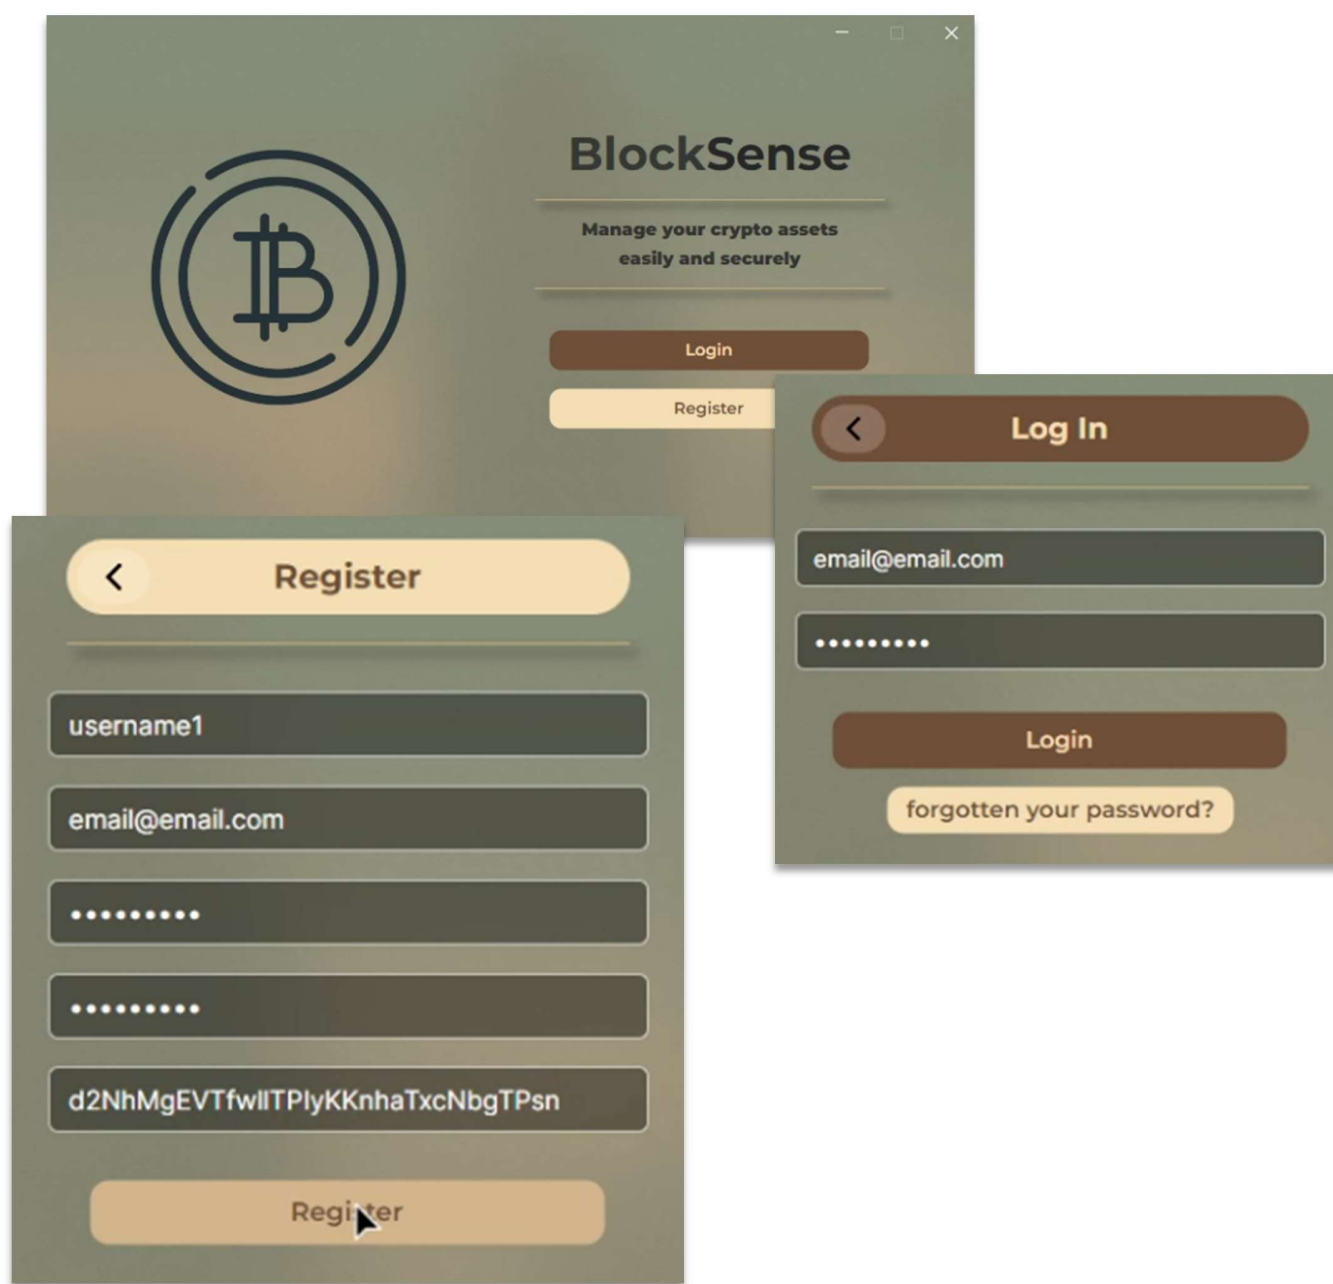 BlockSense
Manage your crypto assets
easily and securely
Login
Register
Log In
email@email.com
•••••••••
Login
forgotten your password?
Register
username1
email@email.com
•••••••••
•••••••••
Register